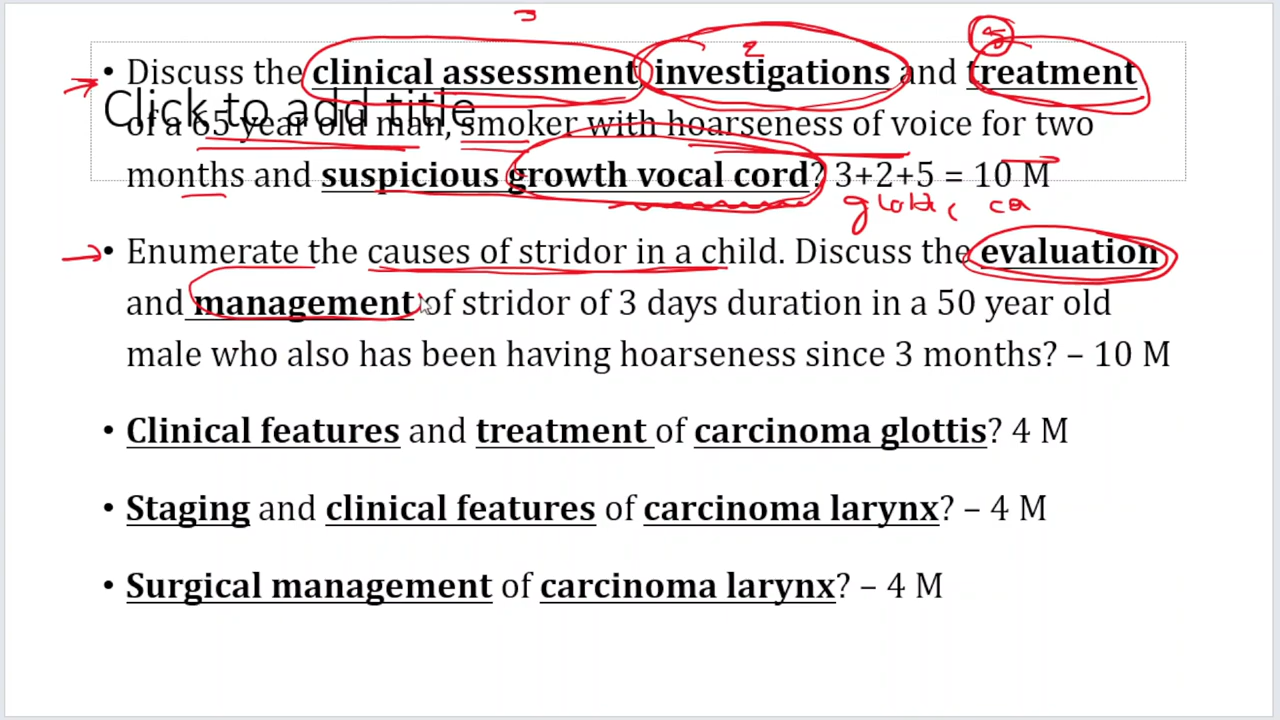 3
2
5
• Discuss the clinical assessment, investigations and treatment
Click to add title
of a 65 year old man, smoker with hoarseness of voice for two
months and suspicious growth vocal cord? 3+2+5 = 10 M
glottic ca
• Enumerate the causes of stridor in a child. Discuss the evaluation
and management of stridor of 3 days duration in a 50 year old
male who also has been having hoarseness since 3 months? – 10 M
• Clinical features and treatment of carcinoma glottis? 4 M
• Staging and clinical features of carcinoma larynx? – 4 M
• Surgical management of carcinoma larynx? – 4 M